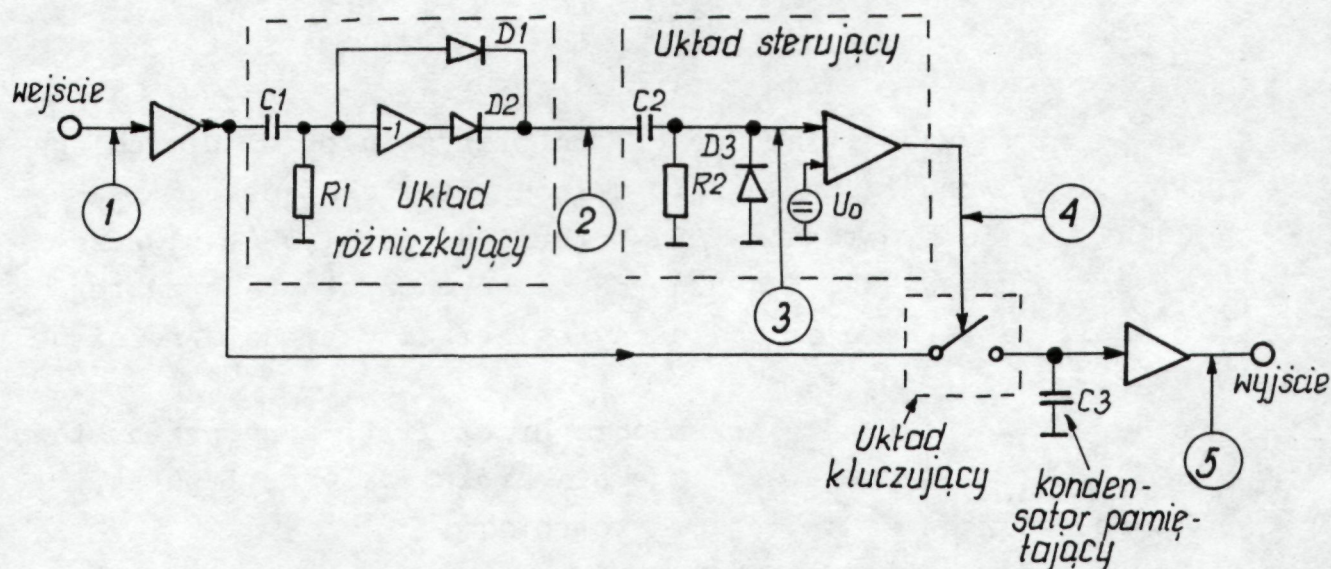 wejście
C1
R1
-1
D1
D2
Układ
różniczkujący
1
2
Układ sterujący
C2
R2
D3
U₀
3
4
Układ
kluczujący
C3
konden-
sator pamię-
tający
5
wyjście